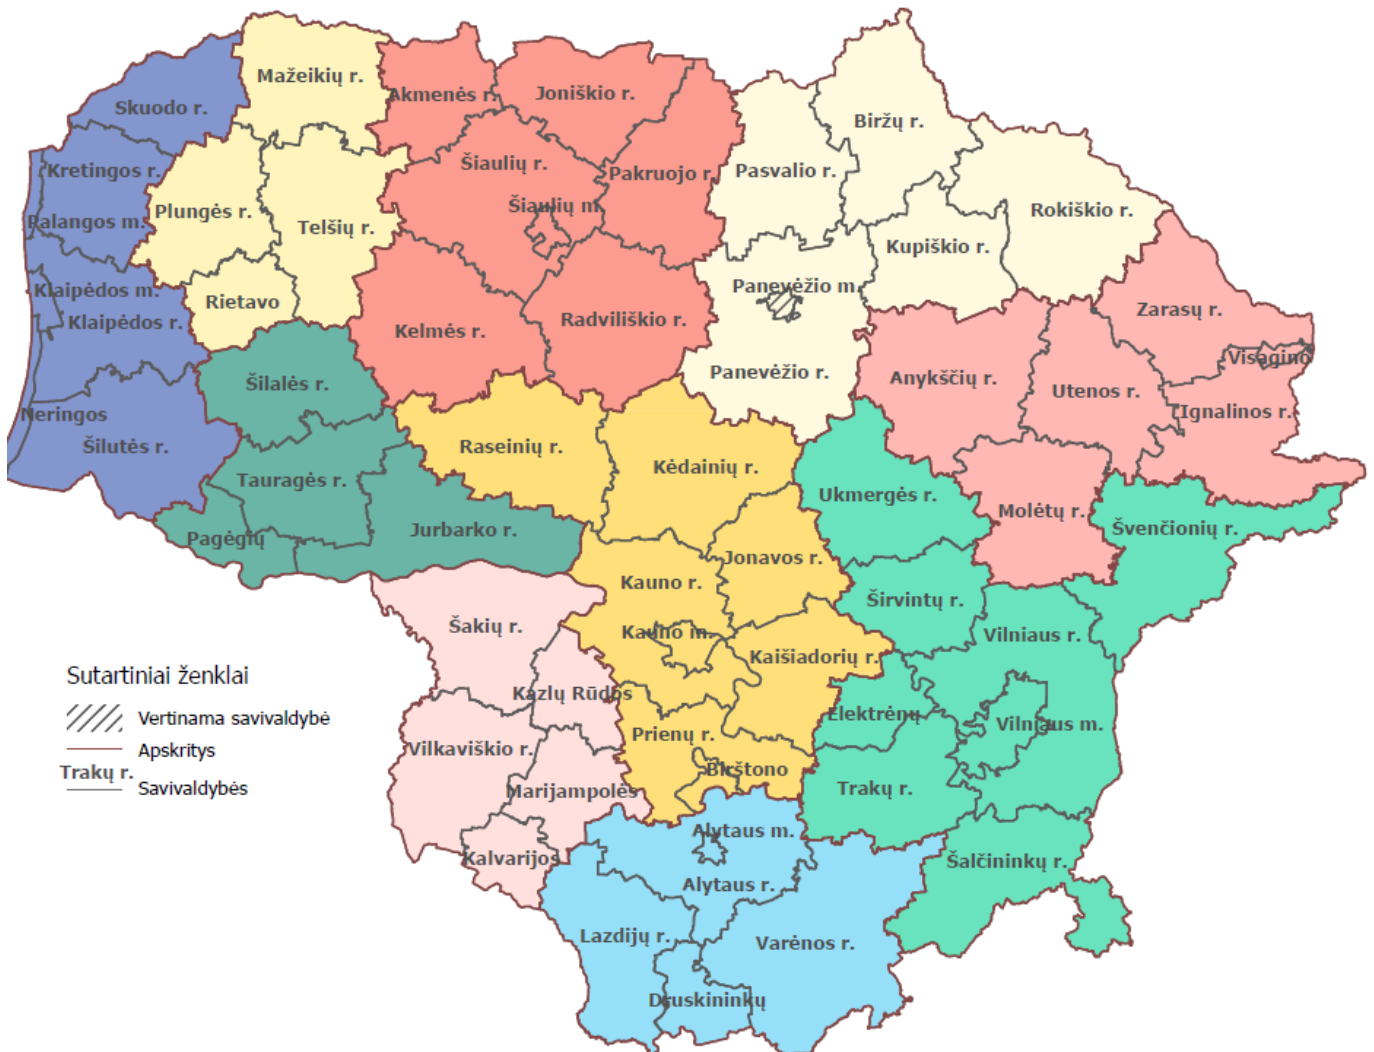 Mažeikių r.
Skuodo r.
Akmenės r.
Joniškio r.
Biržų r.
Kretingos r.
Šiaulių r.
Pakruojo r.
Pasvalio r.
Palangos m.
Plungės r.
Telšių r.
Šiaulių m.
Rokiškio r.
Kupiškio r.
Klaipėdos m.
Rietavo
Panevėžio m.
Klaipėdos r.
Kelmės r.
Radviliškio r.
Zarasų r.
Visagino
Šilalės r.
Panevėžio r.
Anykščių r.
Utenos r.
Ignalinos r.
Neringos
Šilutės r.
Raseinių r.
Kėdainių r.
Tauragės r.
Ukmergės r.
Molėtų r.
Švenčionių r.
Pagėgių
Jurbarko r.
Jonavos r.
Kauno r.
Širvintų r.
Šakių r.
Kauno m.
Vilniaus r.
Kaišiadorių r.
Sutartiniai ženklai
Kazlų Rūdos
Vertinama savivaldybė
Elektrėnų
Vilniaus m.
Prienų r.
Apskritys
Vilkaviškio r.
Birštono
Trakų r.
Savivaldybės
Marijampolės
Trakų r.
Alytaus m.
Kalvarijos
Šalčininkų r.
Alytaus r.
Lazdijų r.
Varėnos r.
Druskininkų